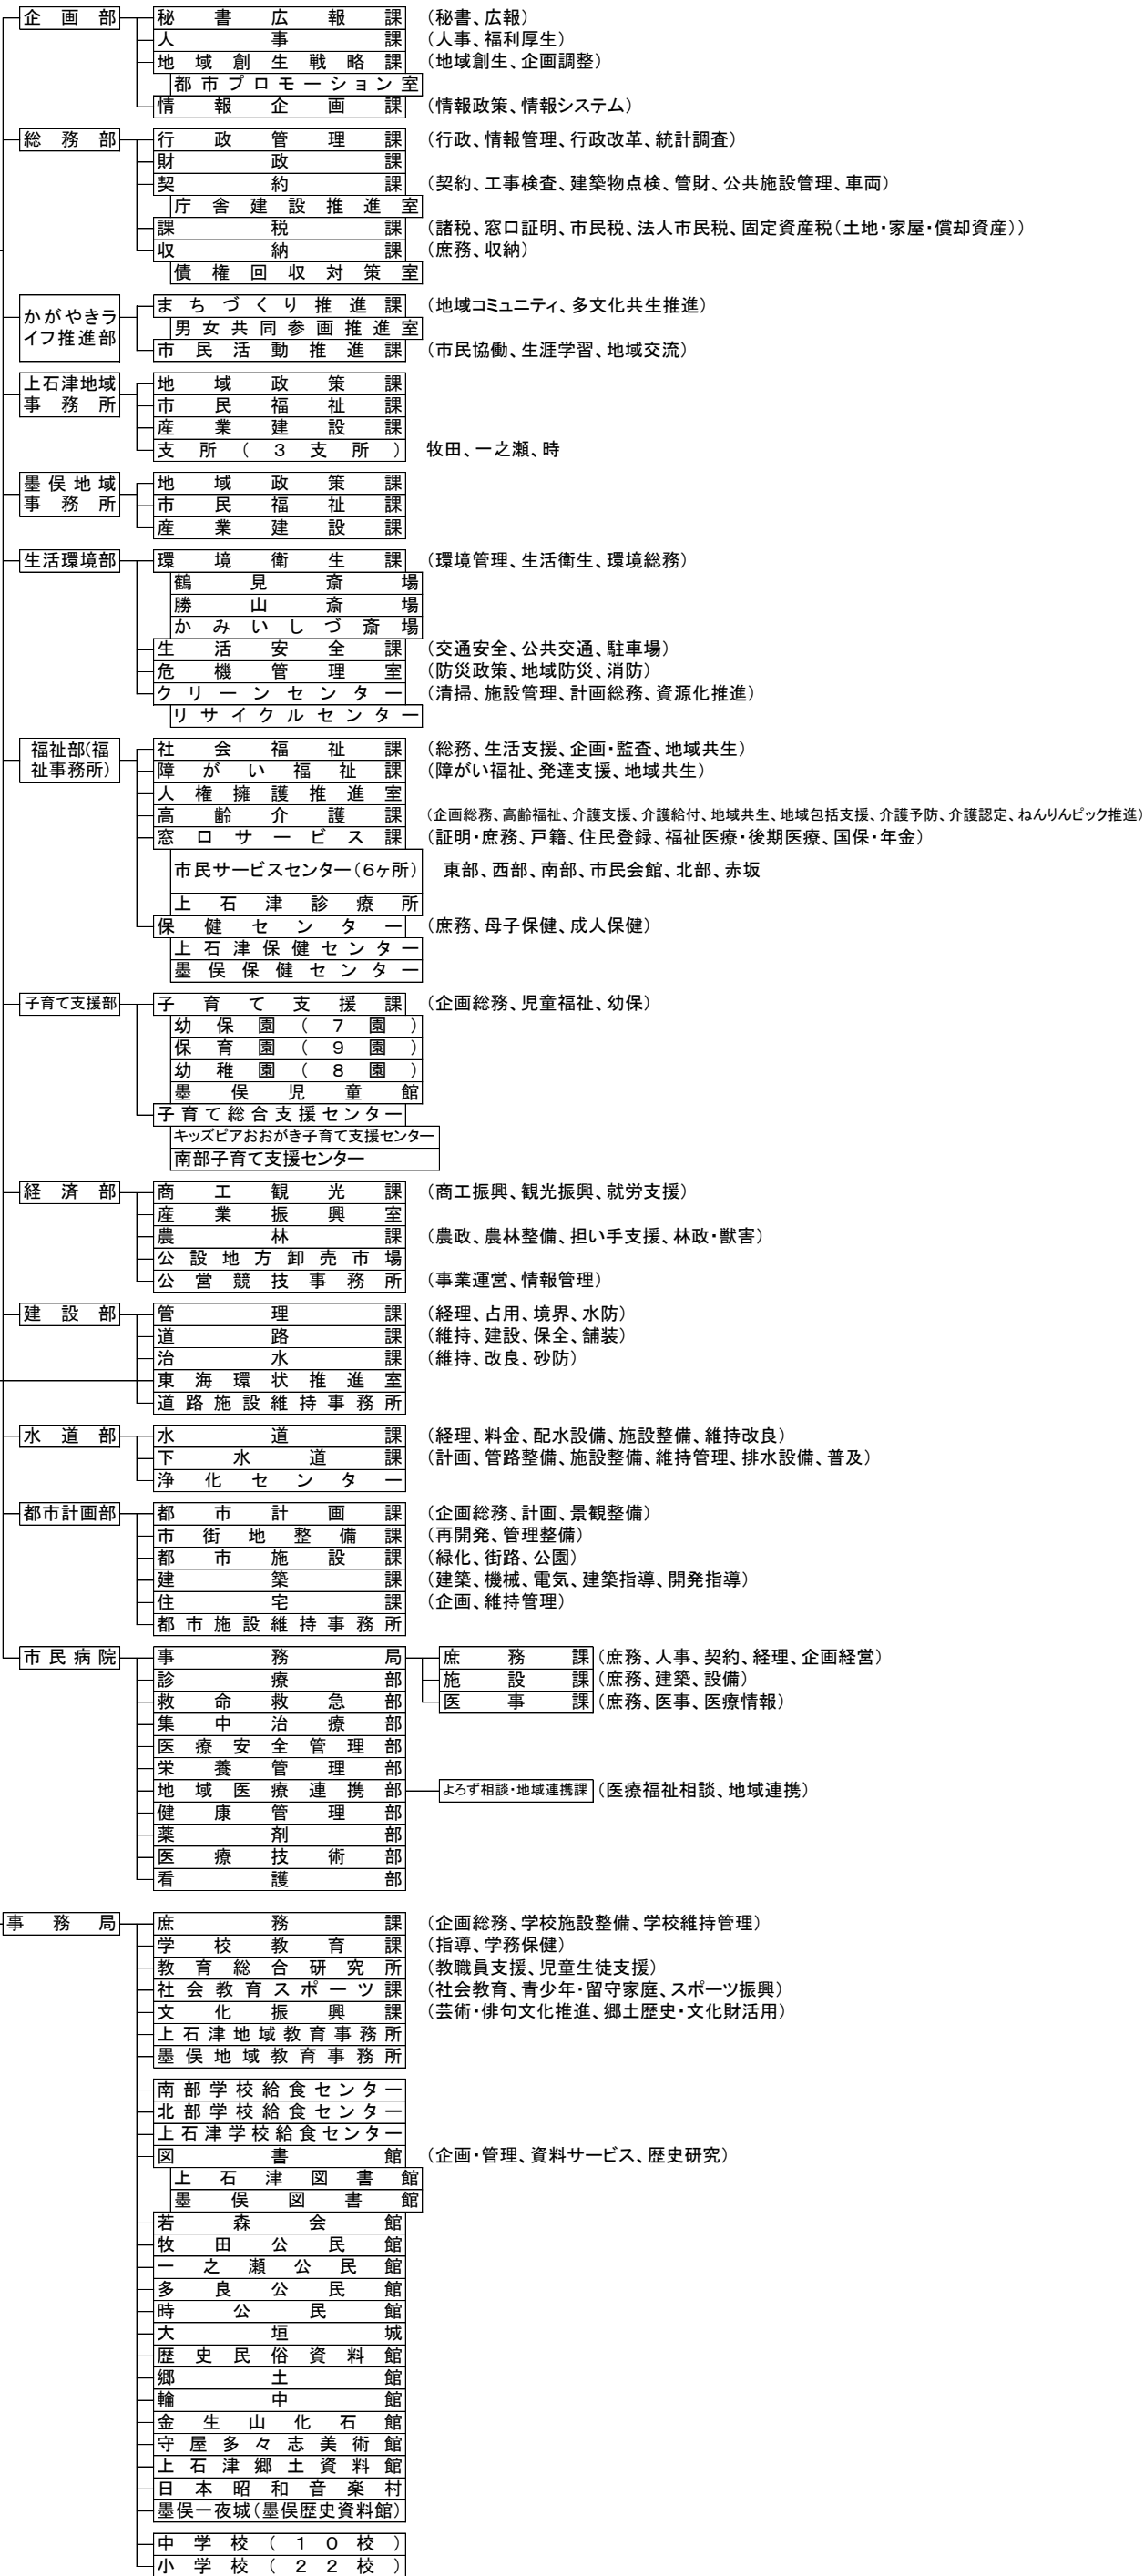 企画部 秘書広報課 （秘書、広報）
人事課 （人事、福利厚生）
地域創生戦略課 （地域創生、企画調整）
都市プロモーション室
情報企画課 （情報政策、情報システム）
総務部 行政管理課 （行政、情報管理、行政改革、統計調査）
財政課
契約課 （契約、工事検査、建築物点検、管財、公共施設管理、車両）
庁舎建設推進室
課税課 （諸税、窓口証明、市民税、法人市民税、固定資産税（土地・家屋・償却資産））
収納課 （庶務、収納）
債権回収対策室
かがやきライフ推進部 まちづくり推進課 （地域コミュニティ、多文化共生推進）
男女共同参画推進室
市民活動推進課 （市民協働、生涯学習、地域交流）
上石津地域事務所 地域政策課
市民福祉課
産業建設課
支所（3支所） 牧田、一之瀬、時
墨俣地域事務所 地域政策課
市民福祉課
産業建設課
生活環境部 環境衛生課 （環境管理、生活衛生、環境総務）
鶴見斎場
勝山斎場
かみいしづ斎場
生活安全課 （交通安全、公共交通、駐車場）
危機管理室 （防災政策、地域防災、消防）
クリーンセンター （清掃、施設管理、計画総務、資源化推進）
リサイクルセンター
福祉部（福祉事務所） 社会福祉課 （総務、生活支援、企画・監査、地域共生）
障がい福祉課 （障がい福祉、発達支援、地域共生）
人権擁護推進室
高齢介護課 （企画総務、高齢福祉、介護支援、介護給付、地域共生、地域包括支援、介護予防、介護認定、ねんりんピック推進）
窓口サービス課 （証明・庶務、戸籍、住民登録、福祉医療・後期医療、国保・年金）
市民サービスセンター（6ヶ所） 東部、西部、南部、市民会館、北部、赤坂
上石津診療所
保健センター （庶務、母子保健、成人保健）
上石津保健センター
墨俣保健センター
子育て支援部 子育て支援課 （企画総務、児童福祉、幼保）
幼保園（7園）
保育園（9園）
幼稚園（8園）
墨俣児童館
子育て総合支援センター
キッズピアおおがき子育て支援センター
南部子育て支援センター
経済部 商工観光課 （商工振興、観光振興、就労支援）
産業振興室
農林課 （農政、農林整備、担い手支援、林政・獣害）
公設地方卸売市場
公営競技事務所 （事業運営、情報管理）
建設部 管理課 （経理、占用、境界、水防）
道路課 （維持、建設、保全、舗装）
治水課 （維持、改良、砂防）
東海環状推進室
道路施設維持事務所
水道部 水道課 （経理、料金、配水設備、施設整備、維持改良）
下水道課 （計画、管路整備、施設整備、維持管理、排水設備、普及）
浄化センター
都市計画部 都市計画課 （企画総務、計画、景観整備）
市街地整備課 （再開発、管理整備）
都市施設課 （緑化、街路、公園）
建築課 （建築、機械、電気、建築指導、開発指導）
住宅課 （企画、維持管理）
都市施設維持事務所
市民病院 事務局 庶務課 （庶務、人事、契約、経理、企画経営）
診療部 施設課 （庶務、建築、設備）
救命救急部 医事課 （庶務、医事、医療情報）
集中治療部
医療安全管理部
栄養管理部
地域医療連携部 よろず相談・地域連携課 （医療福祉相談、地域連携）
健康管理部
薬剤部
医療技術部
看護部
事務局 庶務課 （企画総務、学校施設整備、学校維持管理）
学校教育課 （指導、学務保健）
教育総合研究所 （教職員支援、児童生徒支援）
社会教育スポーツ課 （社会教育、青少年・留守家庭、スポーツ振興）
文化振興課 （芸術・俳句文化推進、郷土歴史・文化財活用）
上石津地域教育事務所
墨俣地域教育事務所
南部学校給食センター
北部学校給食センター
上石津学校給食センター
図書館 （企画・管理、資料サービス、歴史研究）
上石津図書館
墨俣図書館
若森会館
牧田公民館
一之瀬公民館
多良公民館
時公民館
大垣城
歴史民俗資料館
郷土館
輪中館
金生山化石館
守屋多々志美術館
上石津郷土資料館
日本昭和音楽村
墨俣一夜城（墨俣歴史資料館）
中学校（10校）
小学校（22校）